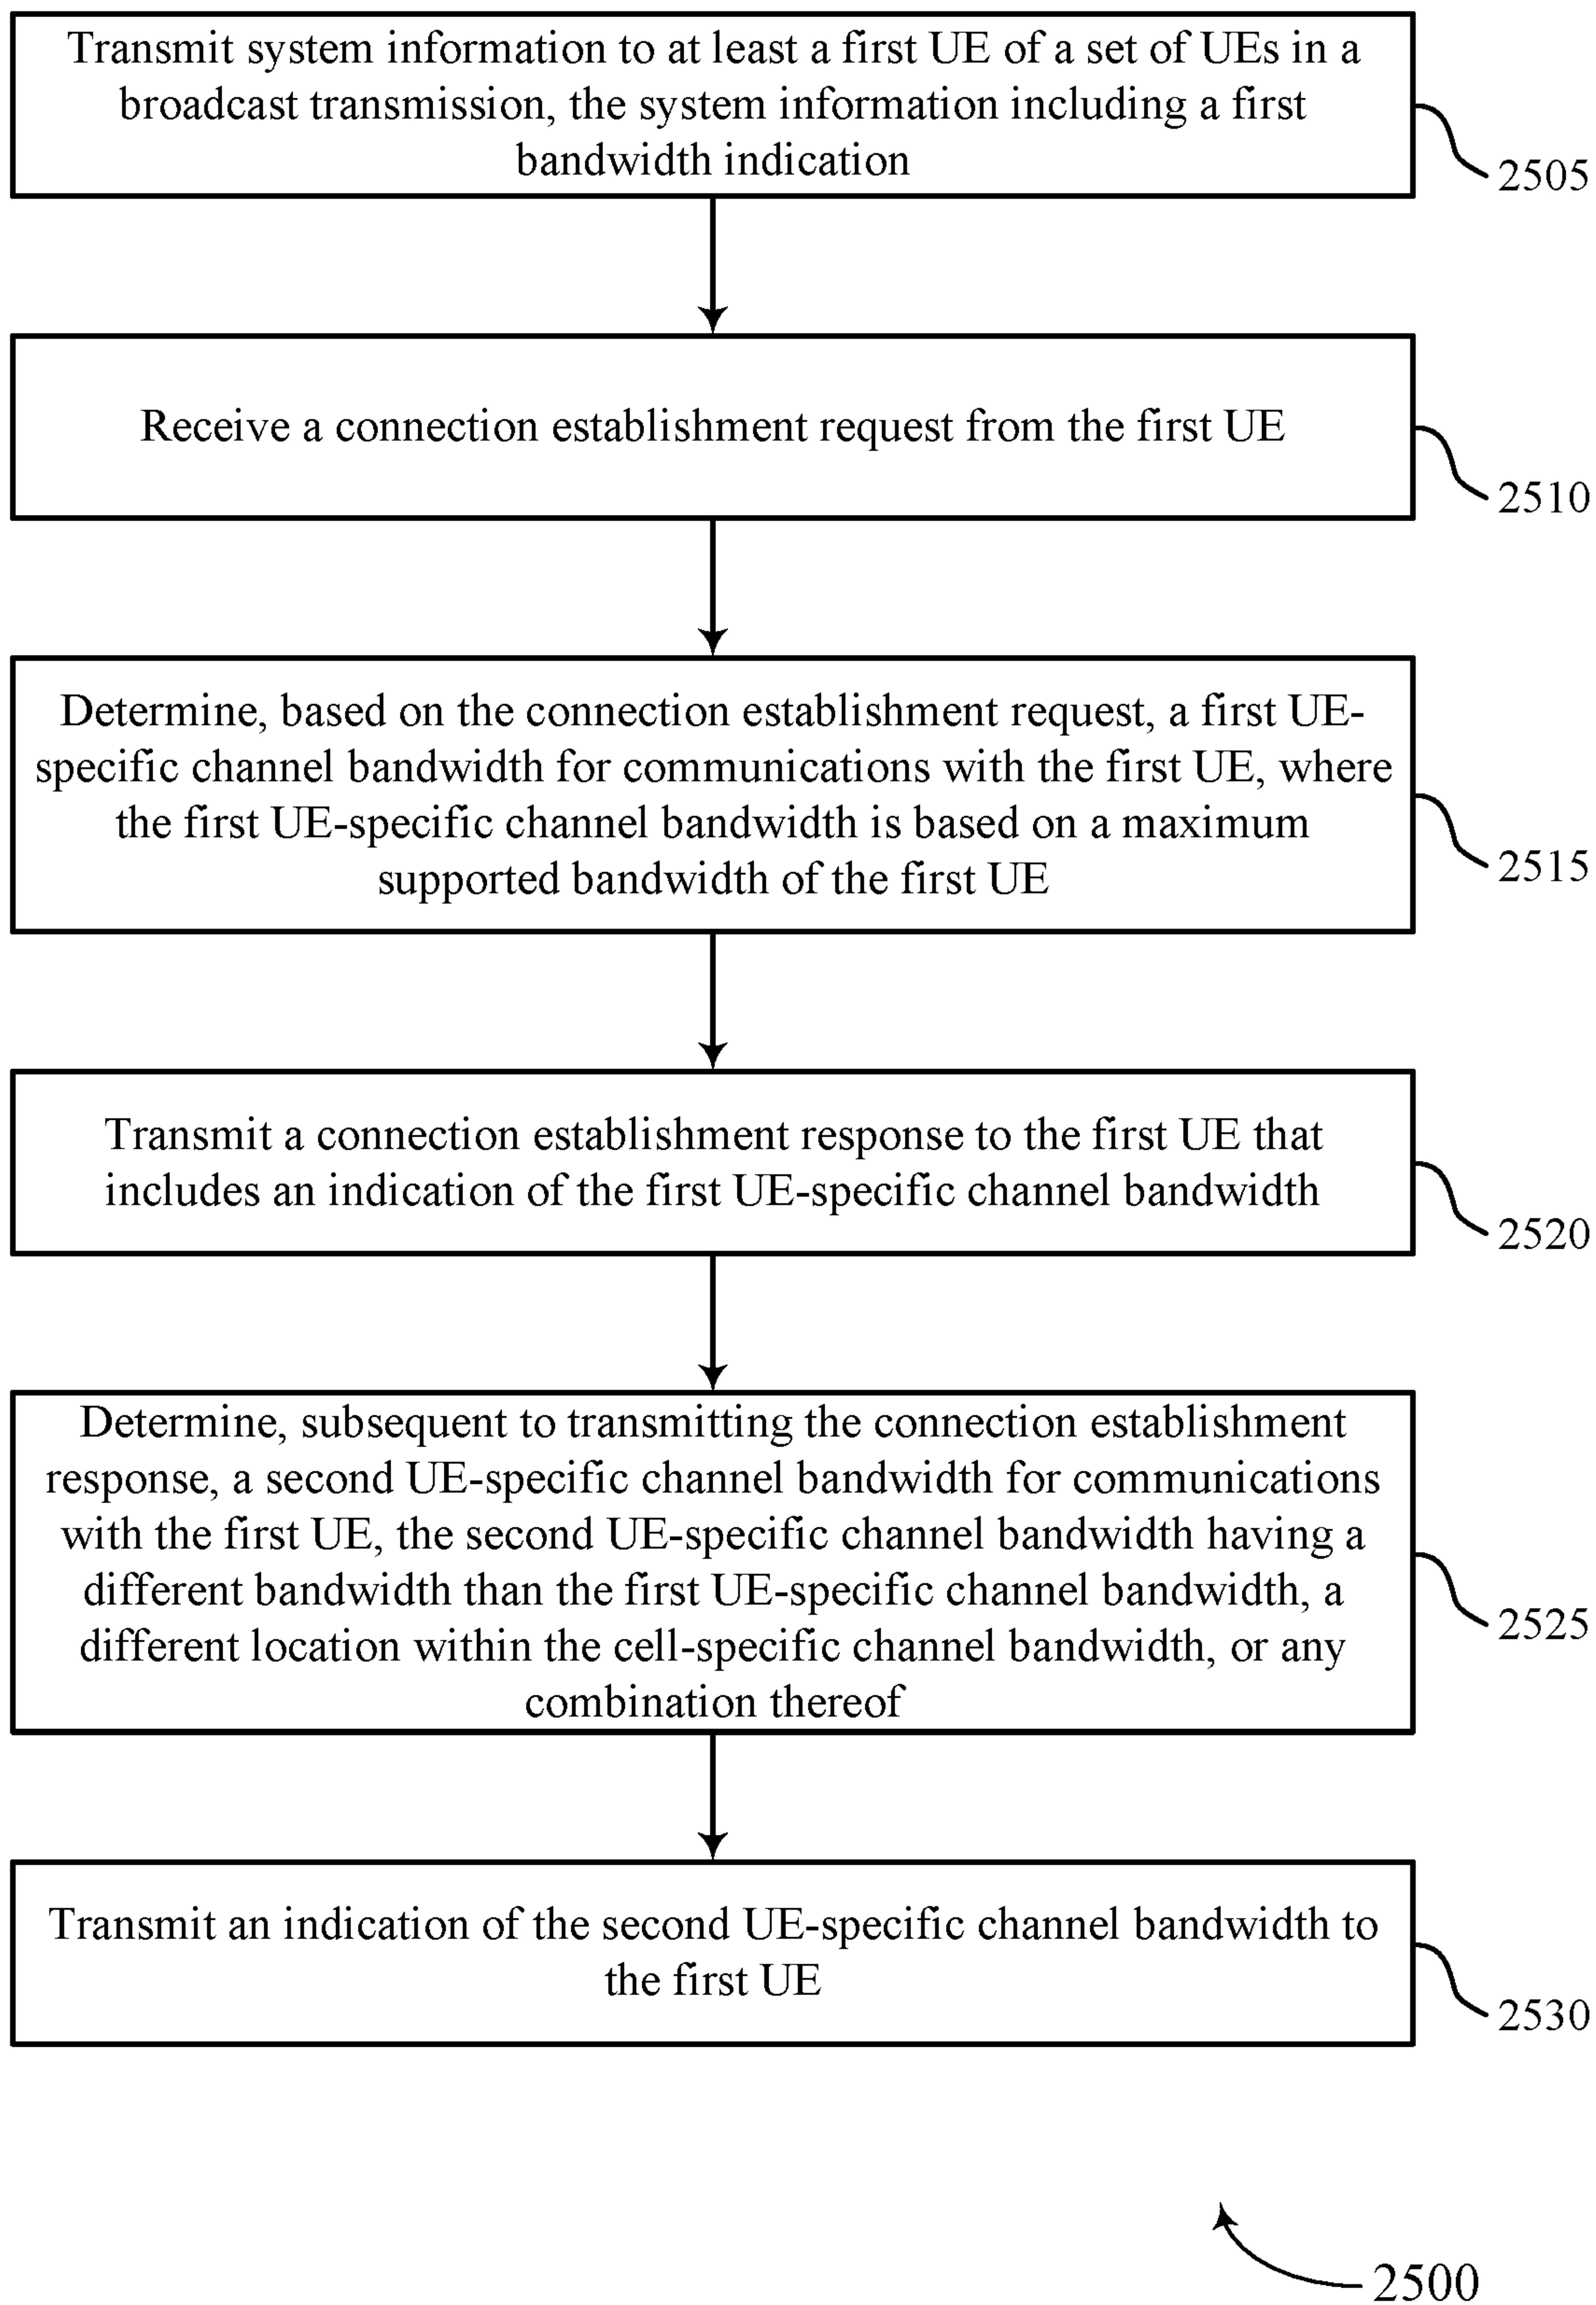 Transmit system information to at least a first UE of a set of UEs in a
broadcast transmission, the system information including a first
bandwidth indication
2505
Receive a connection establishment request from the first UE
2510
Determine, based on the connection establishment request, a first UE-
specific channel bandwidth for communications with the first UE, where
the first UE-specific channel bandwidth is based on a maximum
supported bandwidth of the first UE
2515
Transmit a connection establishment response to the first UE that
includes an indication of the first UE-specific channel bandwidth
2520
Determine, subsequent to transmitting the connection establishment
response, a second UE-specific channel bandwidth for communications
with the first UE, the second UE-specific channel bandwidth having a
different bandwidth than the first UE-specific channel bandwidth, a
different location within the cell-specific channel bandwidth, or any
combination thereof
2525
Transmit an indication of the second UE-specific channel bandwidth to
the first UE
2530
2500